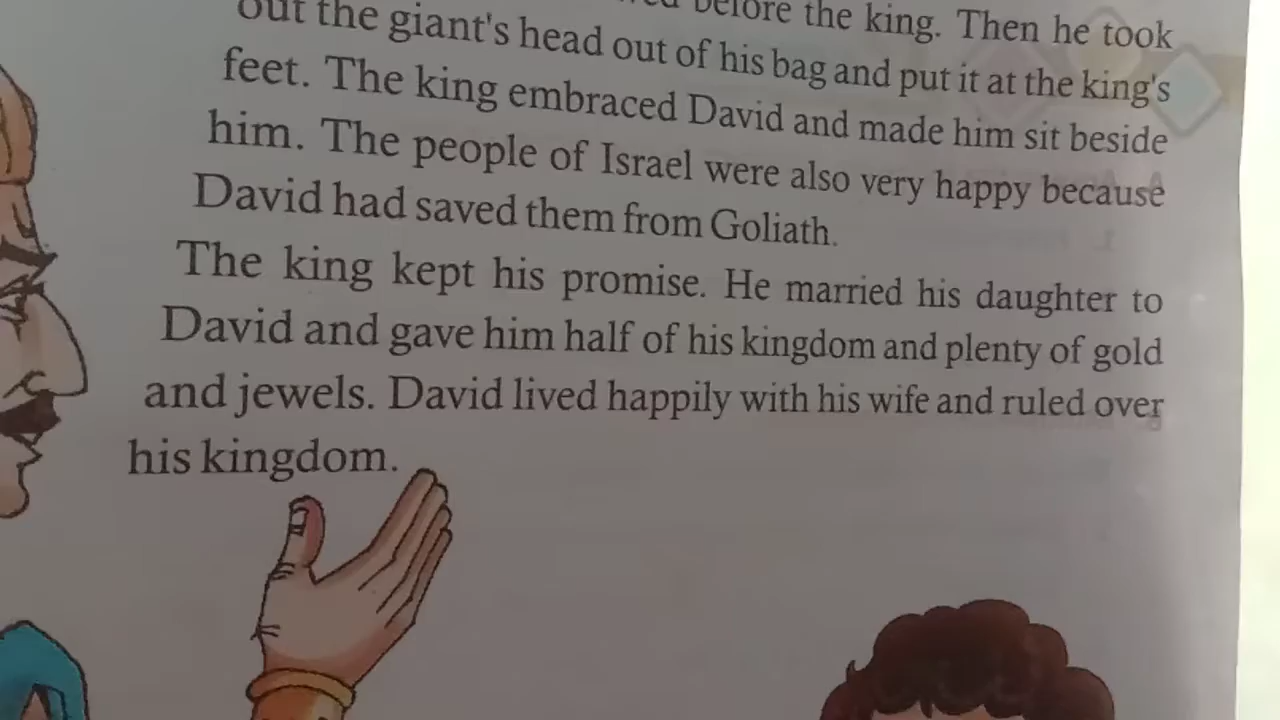 before the king. Then he took
out the giant's head out of his bag and put it at the king's
feet. The king embraced David and made him sit beside
him. The people of Israel were also very happy because
David had saved them from Goliath.
The king kept his promise. He married his daughter to
David and gave him half of his kingdom and plenty of gold
and jewels. David lived happily with his wife and ruled over
his kingdom.